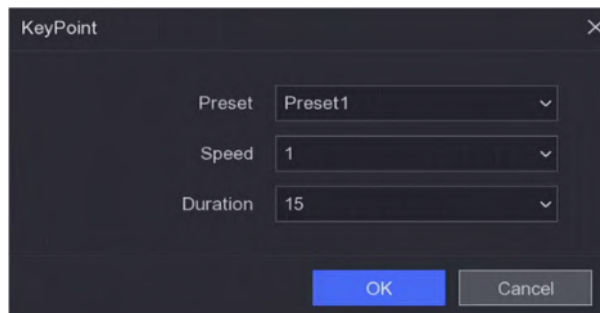 KeyPoint
Preset Preset1
Speed 1
Duration 15
OK Cancel